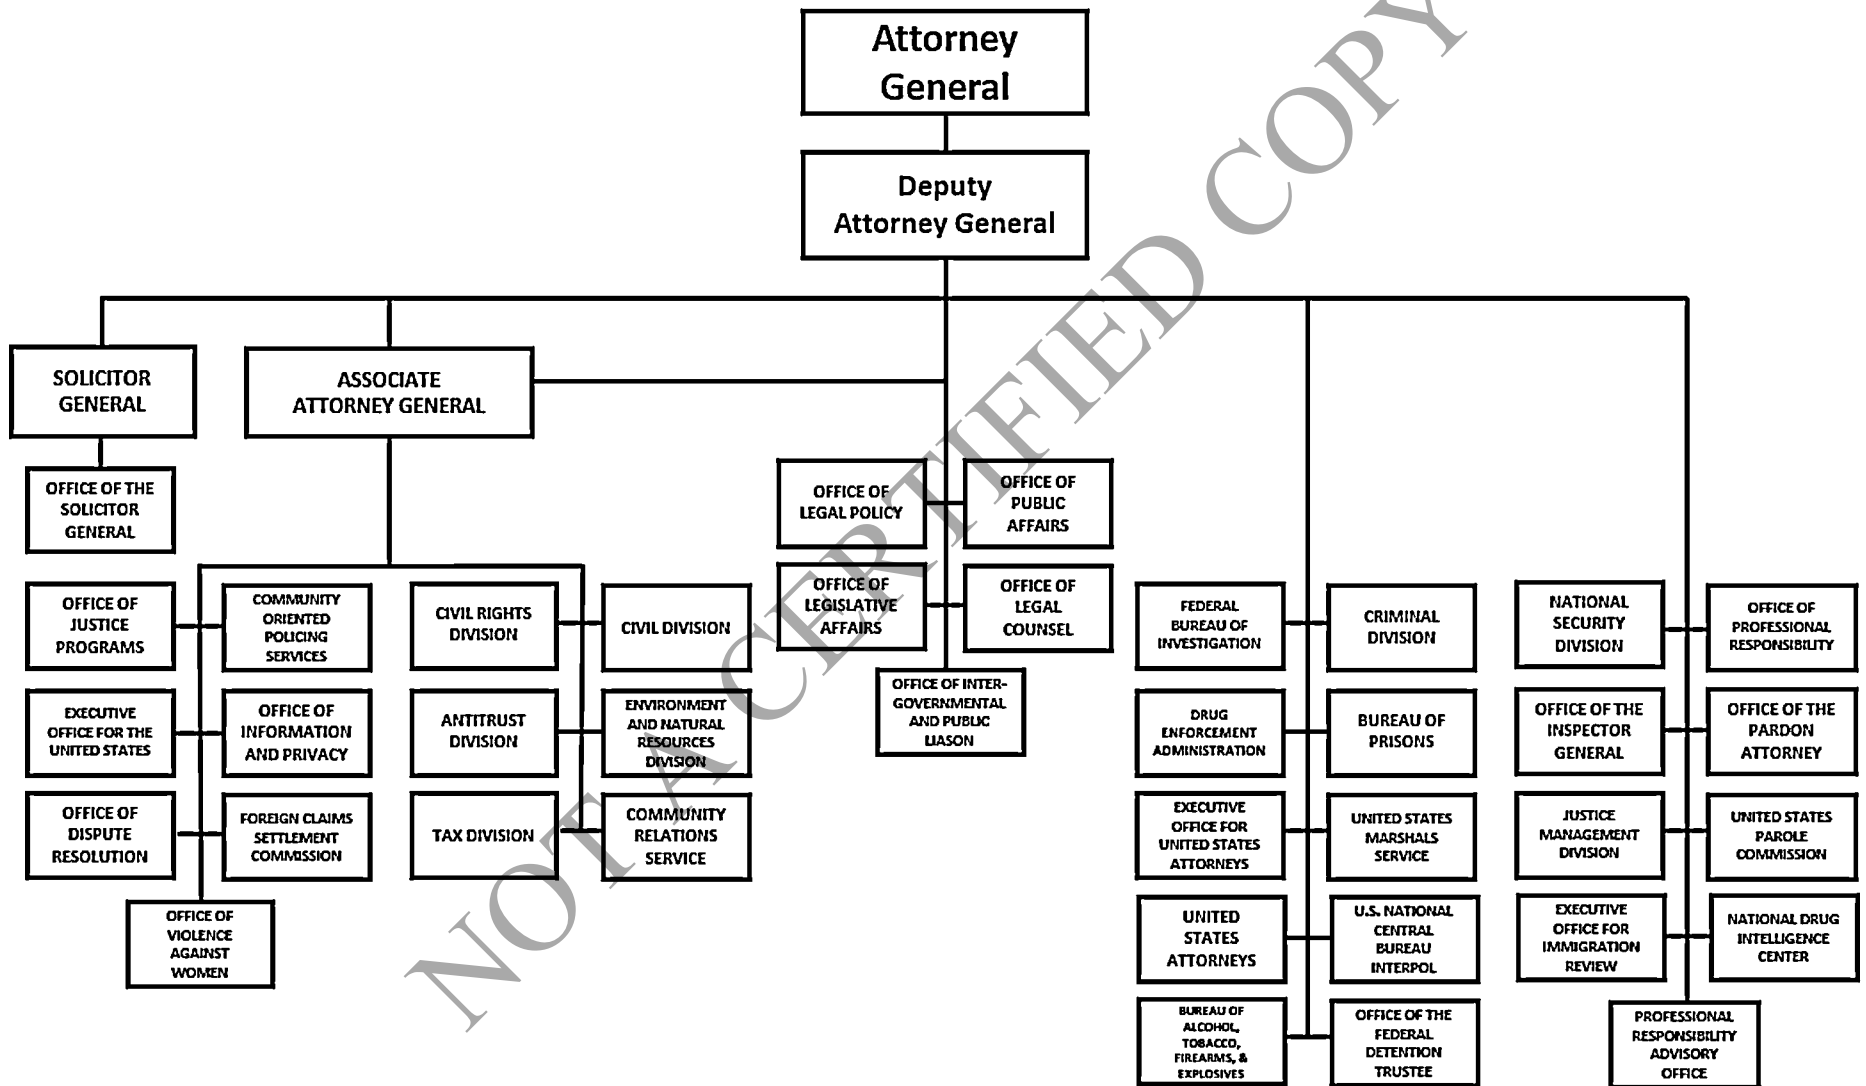 Attorney
General
Deputy
Attorney General
SOLICITOR
GENERAL
ASSOCIATE
ATTORNEY GENERAL
OFFICE OF THE
SOLICITOR
GENERAL
OFFICE OF
LEGAL POLICY
OFFICE OF
PUBLIC
AFFAIRS
OFFICE OF
LEGISLATIVE
AFFAIRS
OFFICE OF
LEGAL
COUNSEL
OFFICE OF INTER-
GOVERNMENTAL
AND PUBLIC
LIASON
OFFICE OF
JUSTICE
PROGRAMS
COMMUNITY
ORIENTED
POLICING
SERVICES
EXECUTIVE
OFFICE FOR THE
UNITED STATES
OFFICE OF
INFORMATION
AND PRIVACY
OFFICE OF
DISPUTE
RESOLUTION
FOREIGN CLAIMS
SETTLEMENT
COMMISSION
OFFICE OF
VIOLENCE
AGAINST
WOMEN
CIVIL RIGHTS
DIVISION
CIVIL DIVISION
ANTITRUST
DIVISION
ENVIRONMENT
AND NATURAL
RESOURCES
DIVISION
TAX DIVISION
COMMUNITY
RELATIONS
SERVICE
FEDERAL
BUREAU OF
INVESTIGATION
CRIMINAL
DIVISION
DRUG
ENFORCEMENT
ADMINISTRATION
BUREAU OF
PRISONS
EXECUTIVE
OFFICE FOR
UNITED STATES
ATTORNEYS
UNITED STATES
MARSHALS
SERVICE
UNITED
STATES
ATTORNEYS
U.S. NATIONAL
CENTRAL
BUREAU
INTERPOL
BUREAU OF
ALCOHOL,
TOBACCO,
FIREARMS, &
EXPLOSIVES
OFFICE OF THE
FEDERAL
DETENTION
TRUSTEE
NATIONAL
SECURITY
DIVISION
OFFICE OF
PROFESSIONAL
RESPONSIBILITY
OFFICE OF THE
INSPECTOR
GENERAL
OFFICE OF THE
PARDON
ATTORNEY
JUSTICE
MANAGEMENT
DIVISION
UNITED STATES
PAROLE
COMMISSION
EXECUTIVE
OFFICE FOR
IMMIGRATION
REVIEW
NATIONAL DRUG
INTELLIGENCE
CENTER
PROFESSIONAL
RESPONSIBILITY
ADVISORY
OFFICE
NOT A CERTIFIED COPY